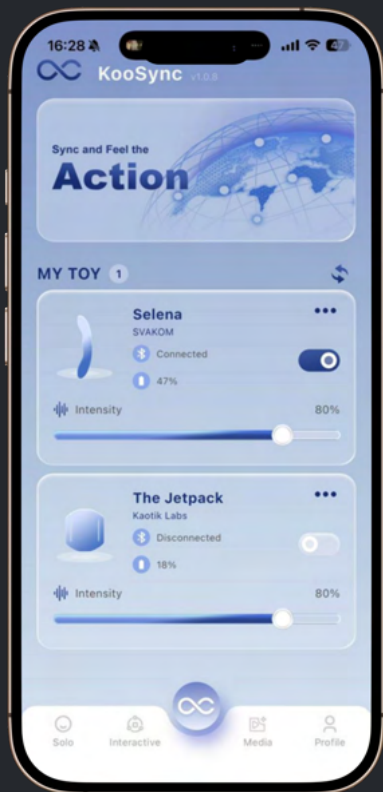 16:28
47
KooSync v1.0.8
Sync and Feel the
Action
MY TOY 1
Selena
SVAKOM
Connected
47%
Intensity 80%
The Jetpack
Kaotik Labs
Disconnected
18%
Intensity 80%
Solo Interactive Media Profile